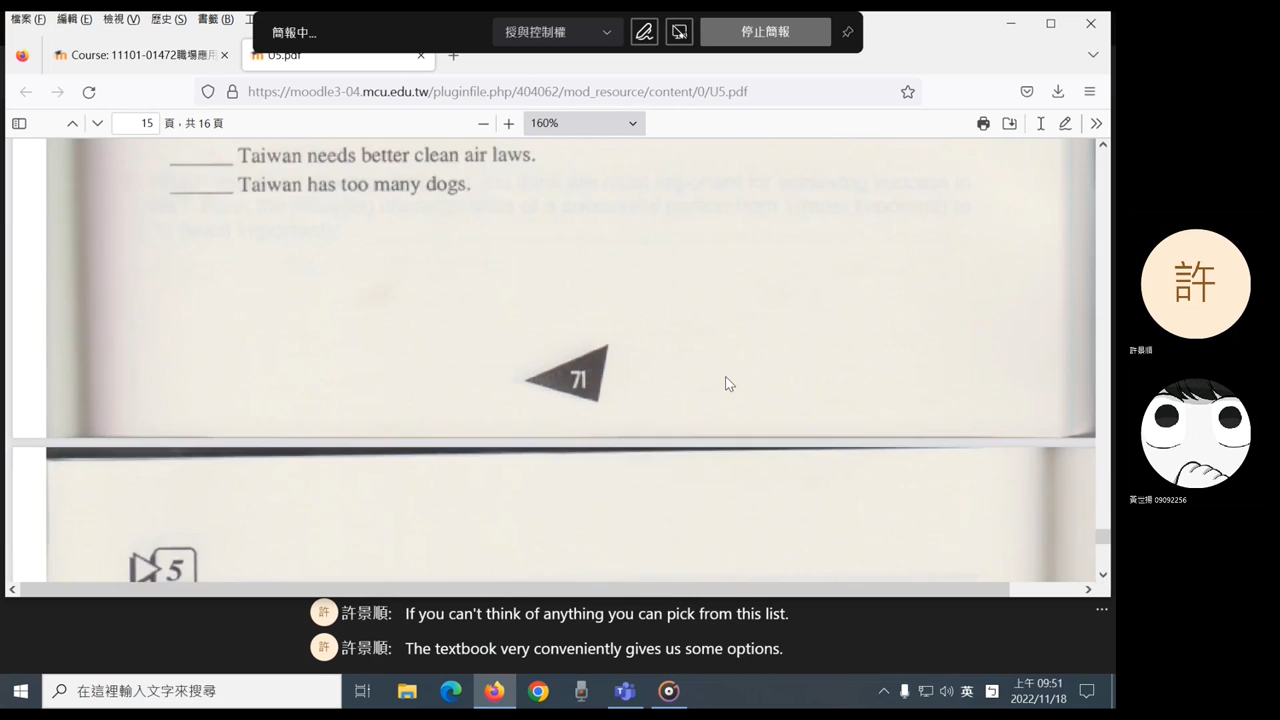 檔案(F) 編輯(E) 檢視(V) 歷史(S) 書籤(B)
簡報中...
授與控制權
停止簡報
Course: 11101-01472職場應用
U5.pdf
https://moodle3-04.mcu.edu.tw/pluginfile.php/404062/mod_resource/content/0/U5.pdf
15 頁，共 16 頁
160%
______ Taiwan needs better clean air laws.
______ Taiwan has too many dogs.
71
5
許
許景順
黃世揚 09092256
許 許景順: If you can't think of anything you can pick from this list.
許 許景順: The textbook very conveniently gives us some options.
在這裡輸入文字來搜尋
英
上午 09:51
2022/11/18